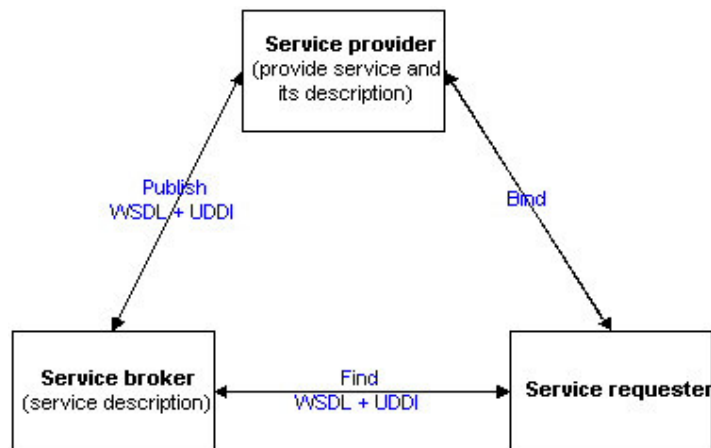 Service provider
(provide service and
its description)
Publish
WSDL + UDDI
Bind
Service broker
(service description)
Find
WSDL + UDDI
Service requester